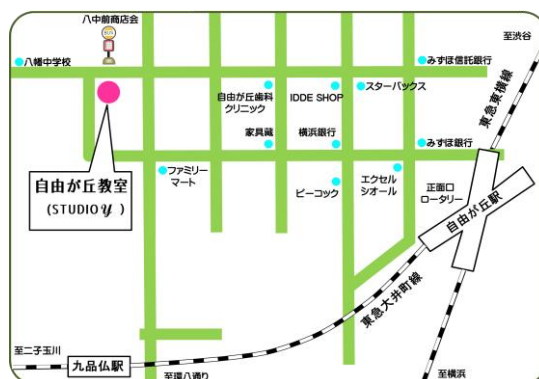 八中前商店会
至渋谷
八幡中学校
みずほ信託銀行
自由が丘歯科
クリニック
IDDE SHOP
スターバックス
東急東横線
家具蔵
横浜銀行
みずほ銀行
ファミリー
マート
ピーコック
エクセル
シオール
正面口
ロータリー
自由が丘駅
自由が丘教室
(STUDIO y)
東急大井町線
至二子玉川
九品仏駅
至環八通り
至横浜